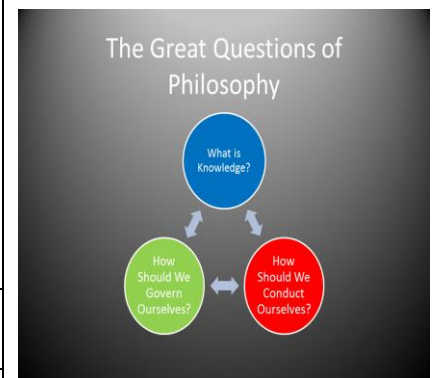 The Great Questions of
Philosophy
What is
Knowledge?
How
Should We
Govern
Ourselves?
How
Should We
Conduct
Ourselves?